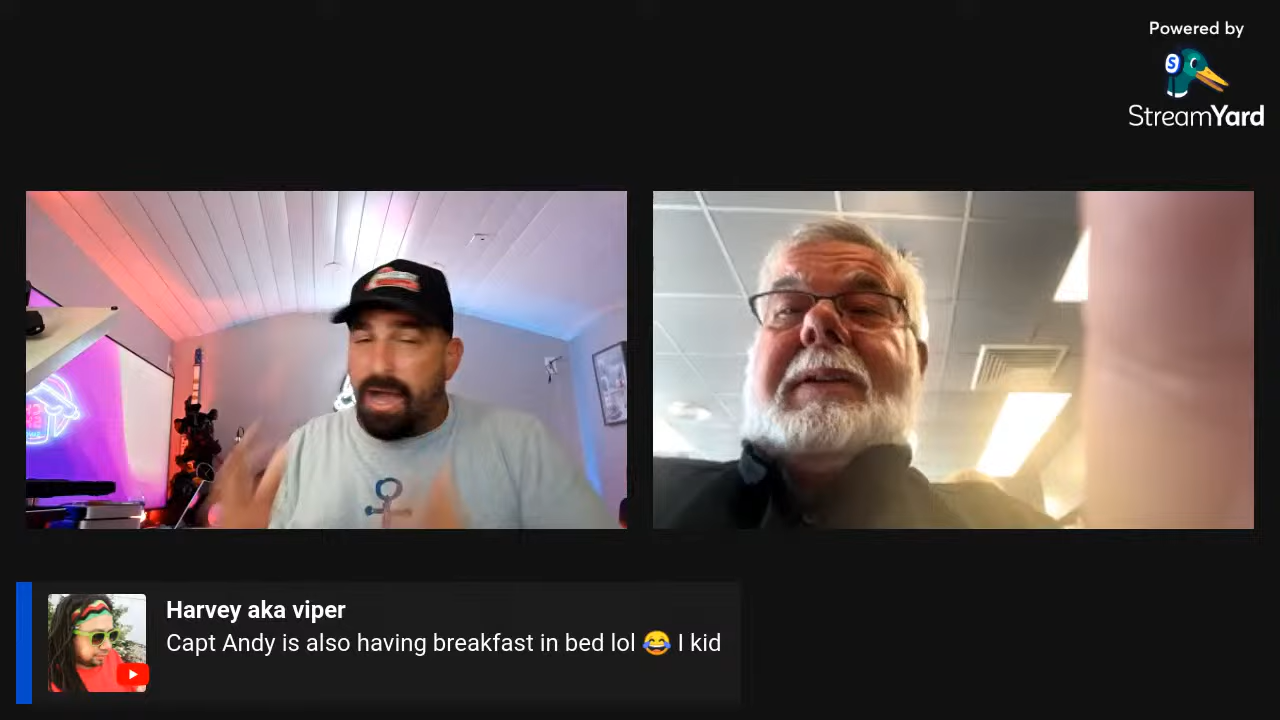 Powered by
StreamYard
Harvey aka viper
Capt Andy is also having breakfast in bed lol 😂 I kid